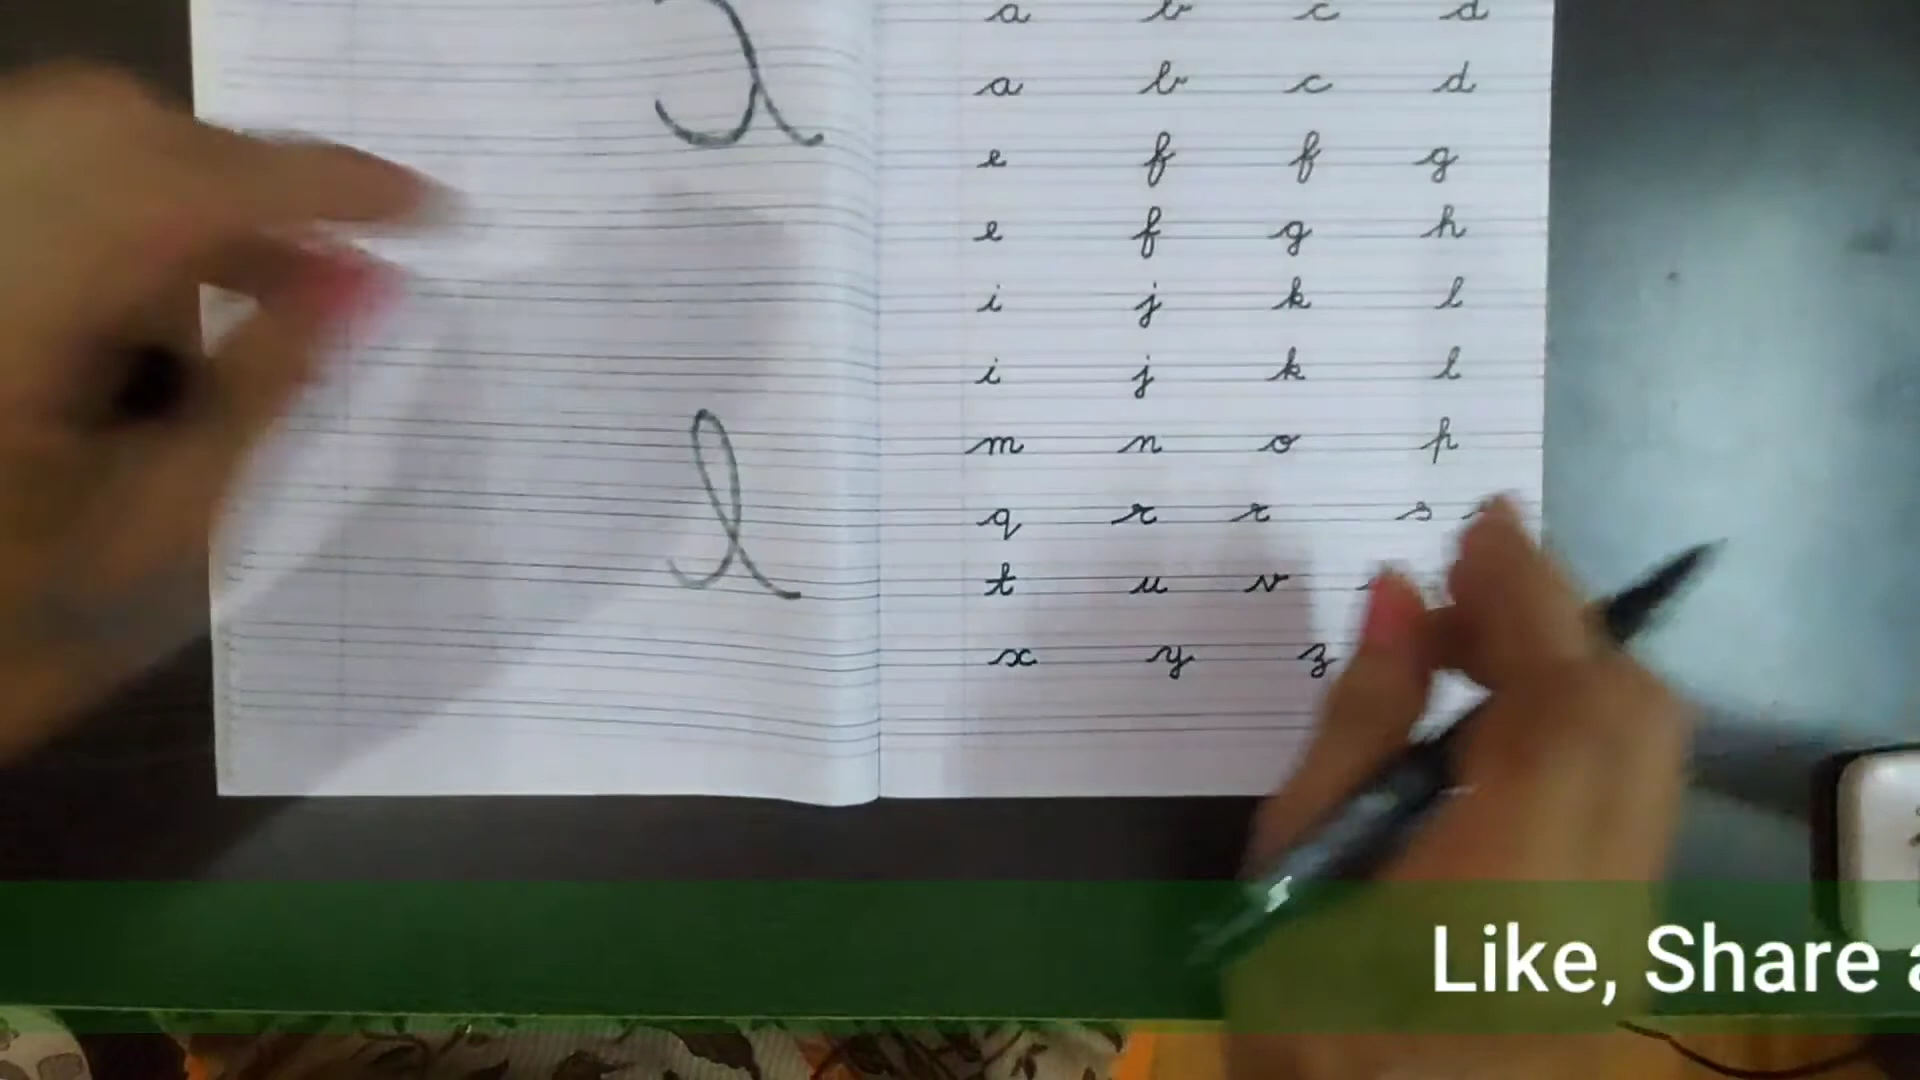 a b c d
a b c d
e f f g
e f g h
i j k l
i j k l
m n o p
q r r s s
t u v
x y z
l
Like, Share a